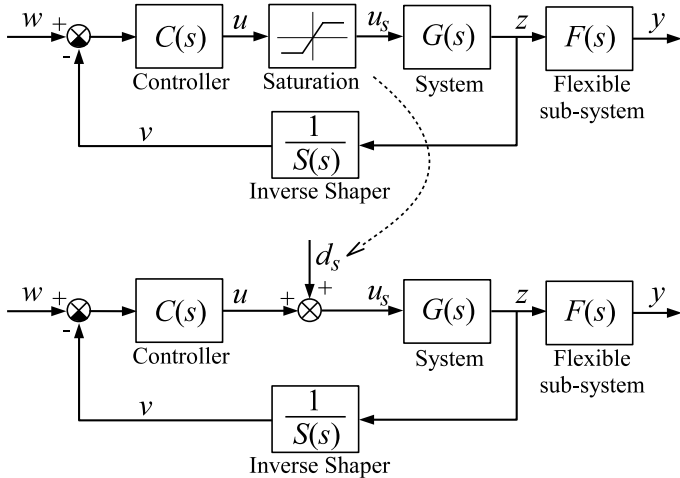 w + - C(s) u u_s G(s) z F(s) y
Controller Saturation System Flexible
sub-system
v 1
S(s)
Inverse Shaper
d_s
w + - C(s) u + + u_s G(s) z F(s) y
Controller System Flexible
sub-system
v 1
S(s)
Inverse Shaper